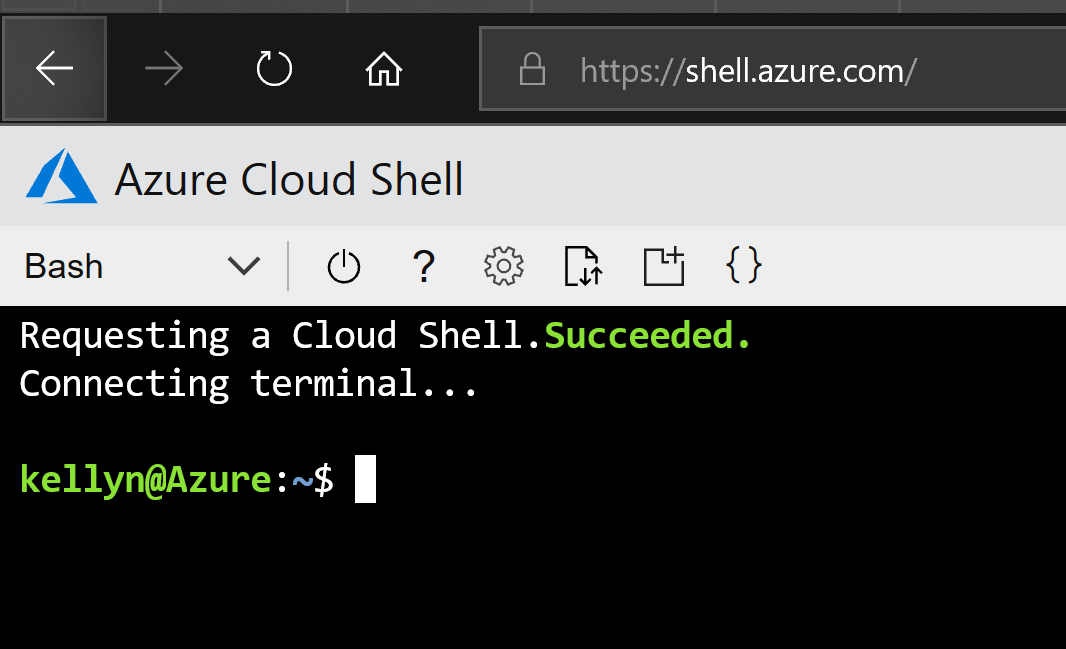 https://shell.azure.com/
Azure Cloud Shell
Bash
?
{}
Requesting a Cloud Shell.Succeeded.
Connecting terminal...
kellyn@Azure:~$